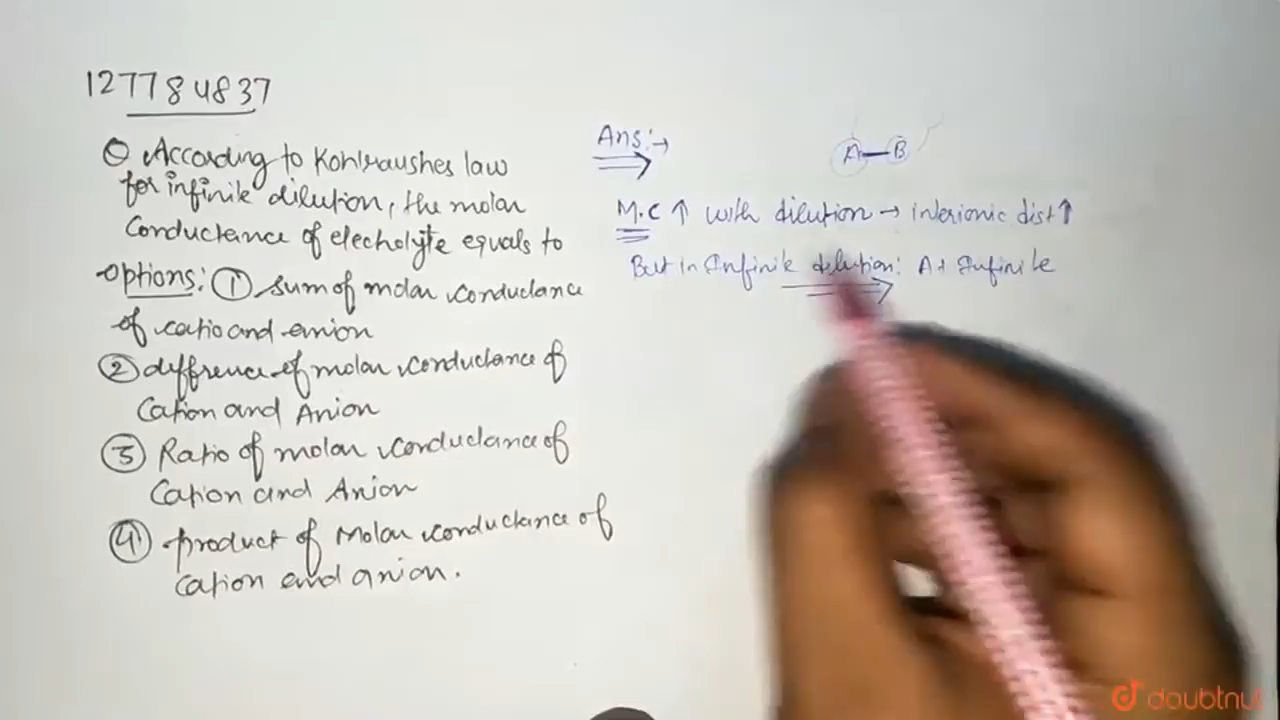 127784837
Q According to Kohlraushes law
for infinite dilution, the molar
Conductance of electrolyte equals to
options: ① sum of molar conductance
of catio and anion
② diffrence of molar conductance of
Cation and Anion
③ Ratio of molar conductance of
Cation and Anion
④ product of Molar conductance of
cation and anion.
Ans:→
A—B
M.C ↑ with dilution → interionic dist ↑
But in Infinite dilution: At Infinite
doubtnut